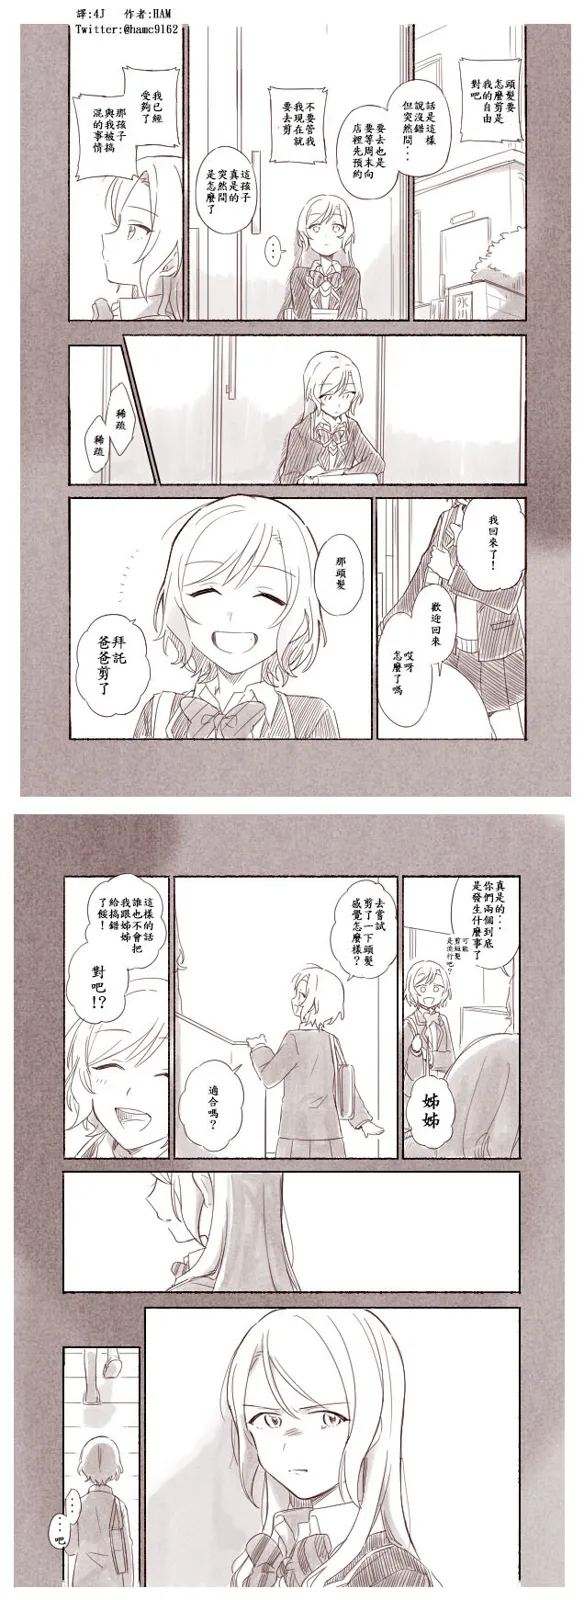 譯:4J 作者:HAM
Twitter:@hamc9162
頭髮要
怎麼剪是
我的自由
對吧
話是這樣
說沒錯
但突然間...
要去也是
要等周末向
店裡先預約
不要管我
我現在就
要去剪
這孩子
真是的
突然間
是怎麼了
...
我已經
受夠了
那孩子
與我被搞
混的事情
氷川
稀疏
稀疏
我回來了!
歡迎回來
哎呀
怎麼了嗎
那頭髮
拜託
爸爸剪了
真是的..
你們兩個到底
是發生什麼事了
可能
剪短髮
是流行吧?
姊姊
去嘗試
剪了一下頭髮
感覺怎麼樣?
適合嗎?
這樣的話
誰也不會把
我跟姊姊
給搞錯
了餒!
對吧!?
...
...吧